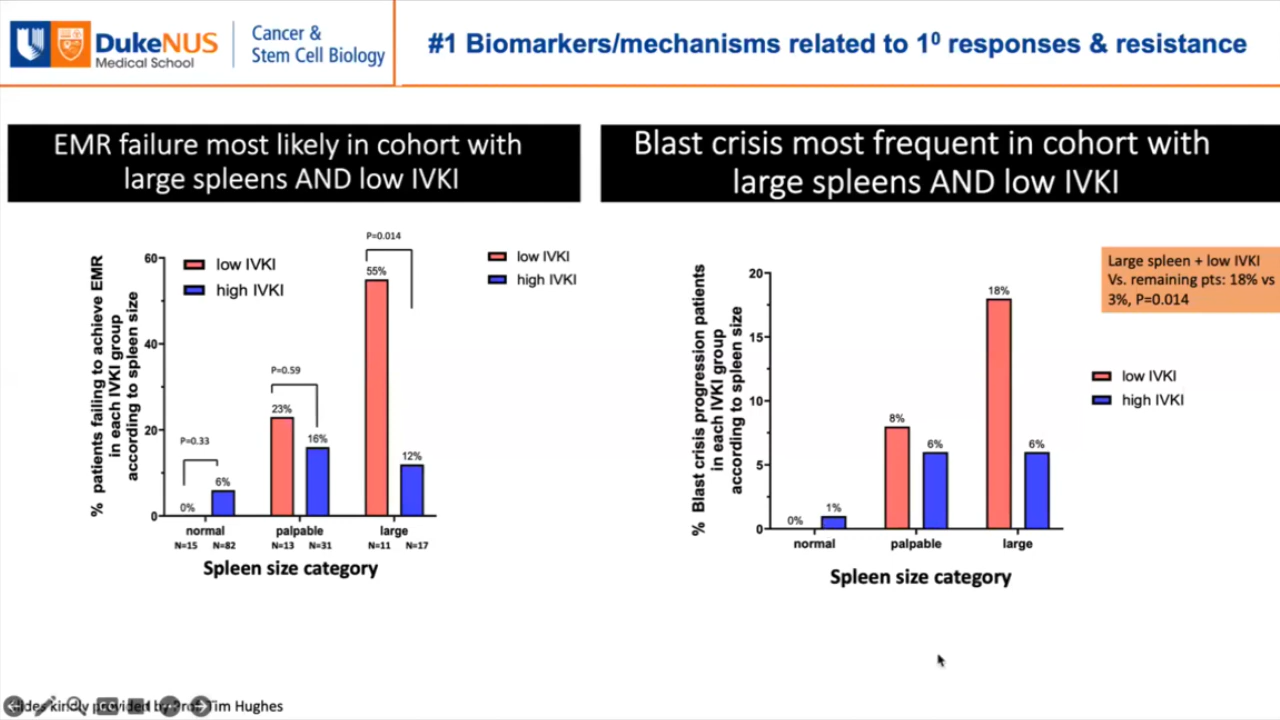 DukeNUS
Medical School
Cancer &
Stem Cell Biology
#1 Biomarkers/mechanisms related to 1⁰ responses & resistance
EMR failure most likely in cohort with
large spleens AND low IVKI
Blast crisis most frequent in cohort with
large spleens AND low IVKI
% patients failing to achieve EMR
in each IVKI group
according to spleen size
60
40
20
0
low IVKI
high IVKI
low IVKI
high IVKI
P=0.33
P=0.59
P=0.014
0%
6%
23%
16%
55%
12%
normal
palpable
large
N=15
N=82
N=13
N=31
N=11
N=17
Spleen size category
% Blast crisis progression patients
in each IVKI group
according to spleen size
20
15
10
5
0
0%
1%
8%
6%
18%
6%
normal
palpable
large
Spleen size category
Large spleen + low IVKI
Vs. remaining pts: 18% vs
3%, P=0.014
low IVKI
high IVKI
Slides kindly provided by Prof Tim Hughes